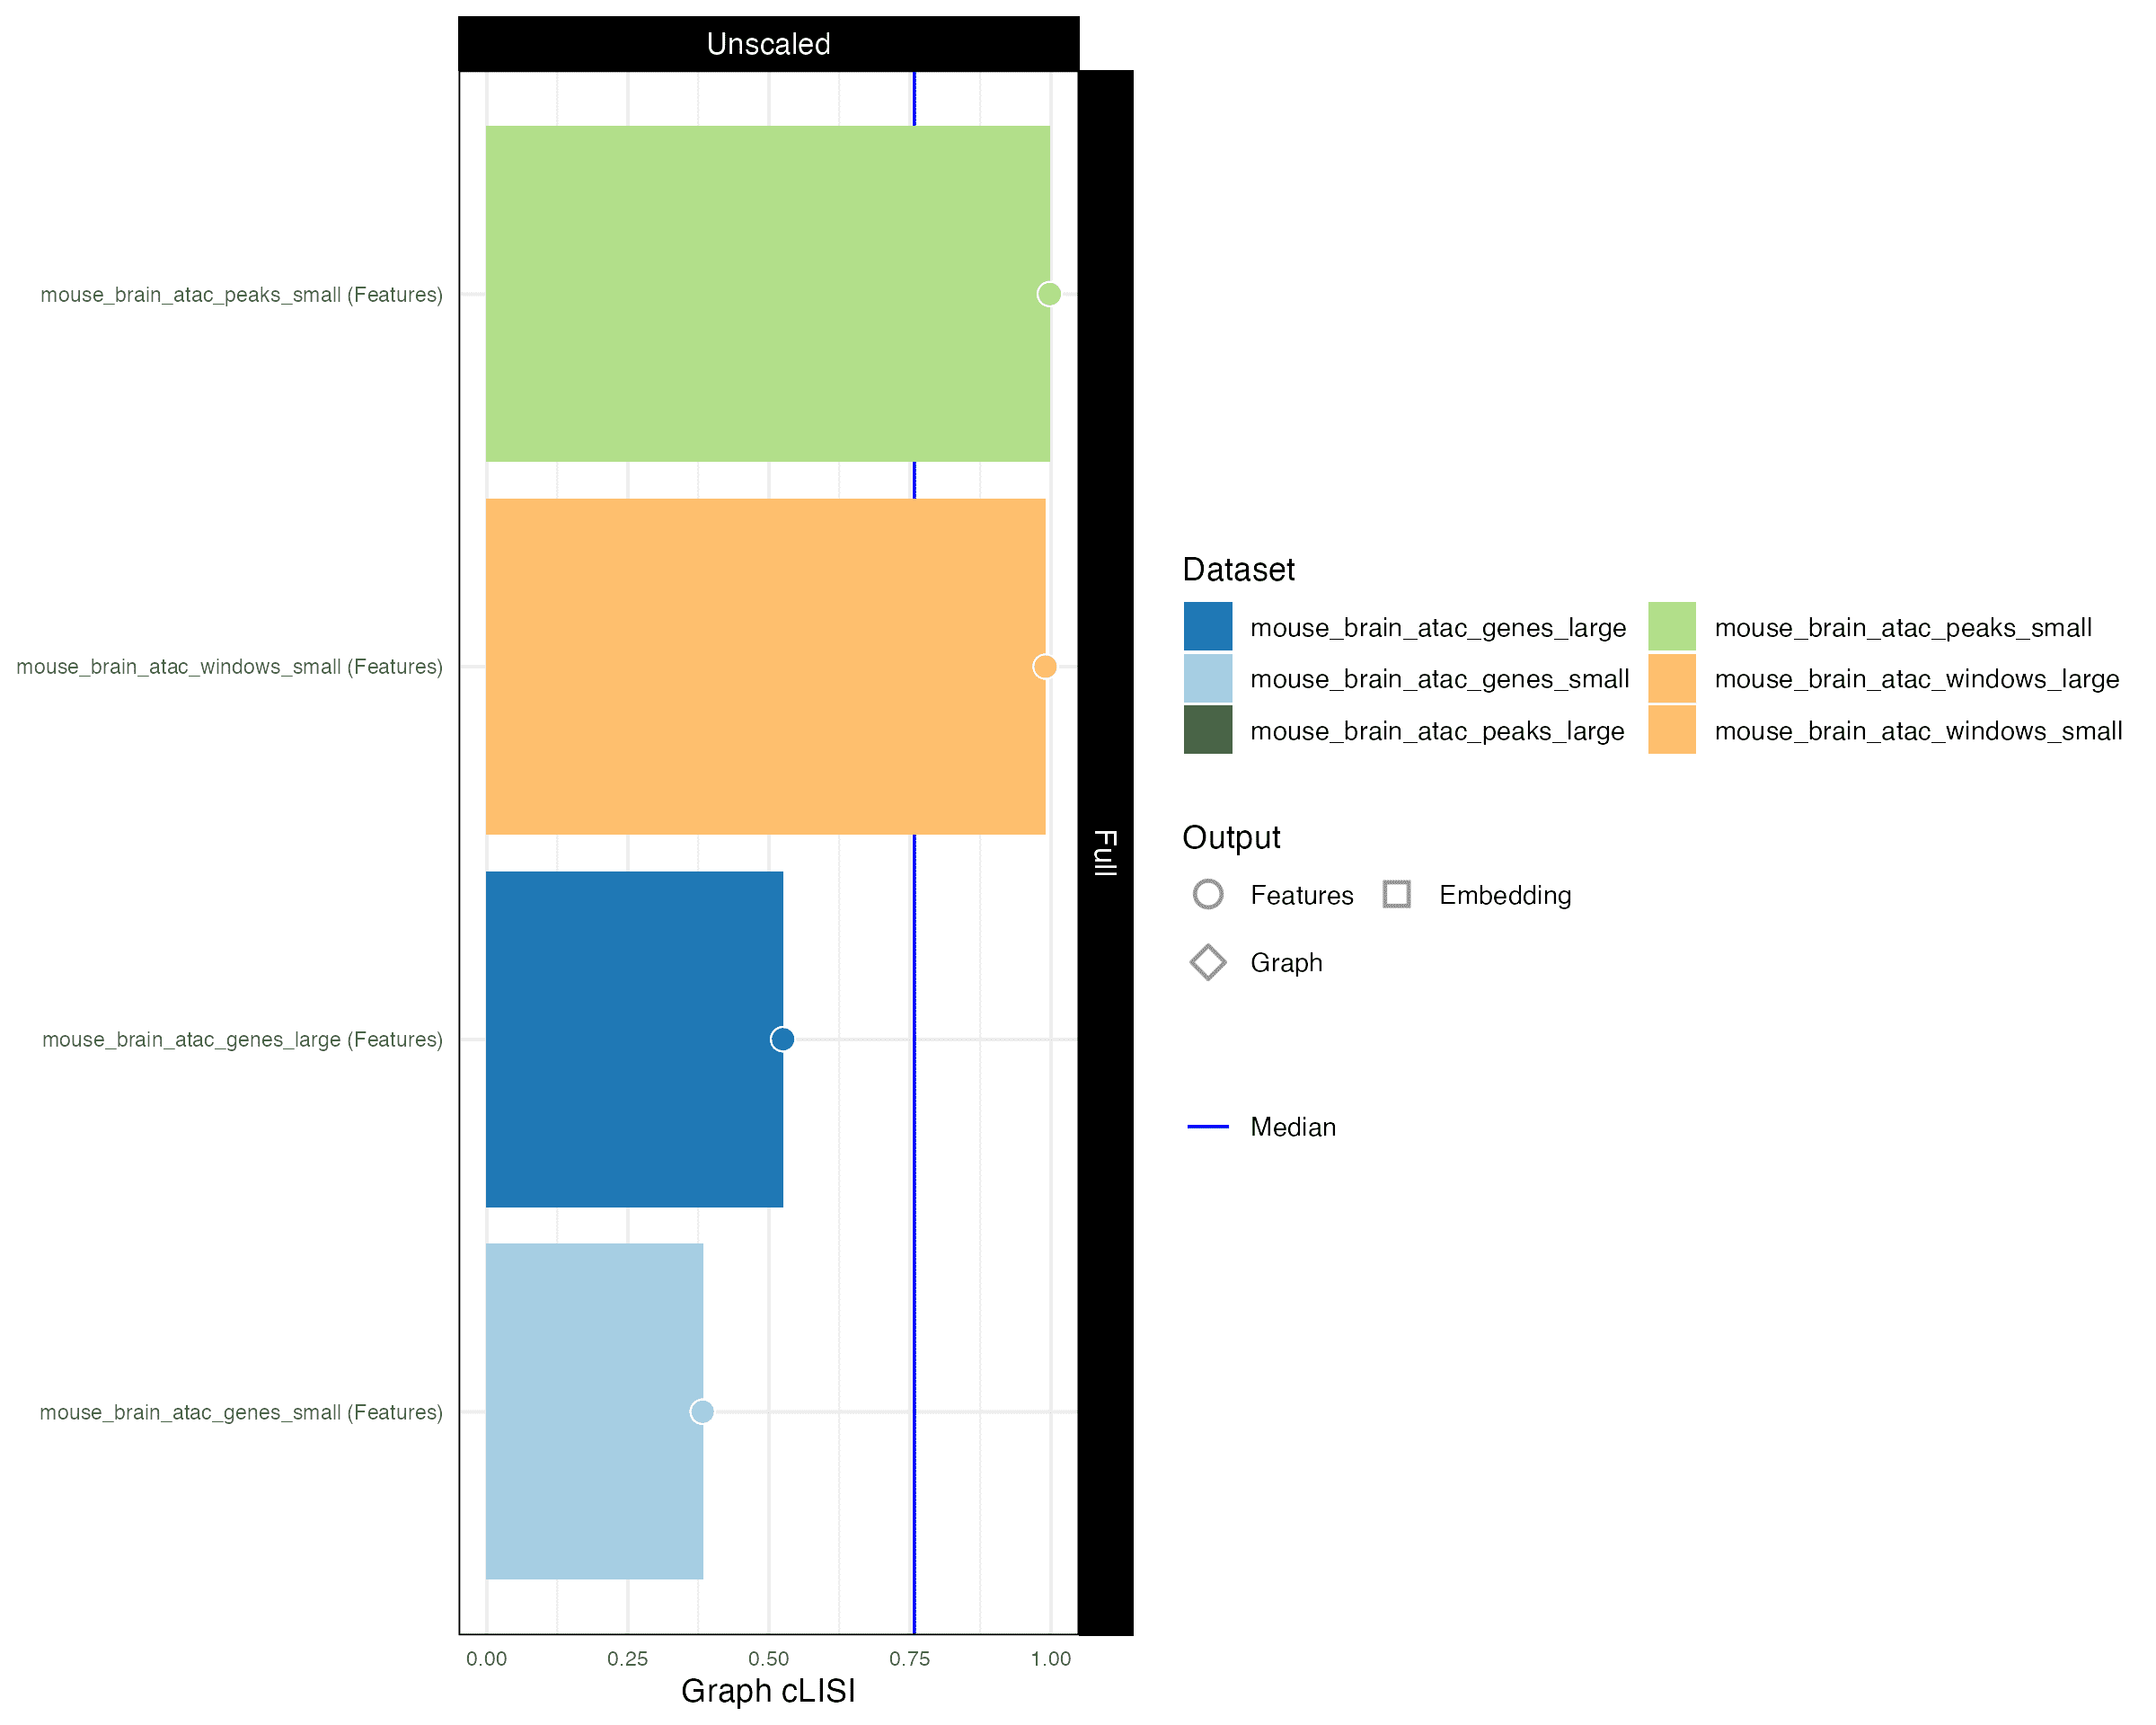 Unscaled
mouse_brain_atac_peaks_small (Features)
mouse_brain_atac_windows_small (Features)
mouse_brain_atac_genes_large (Features)
mouse_brain_atac_genes_small (Features)
Full
0.00 0.25 0.50 0.75 1.00
Graph cLISI
Dataset
mouse_brain_atac_genes_large mouse_brain_atac_peaks_small
mouse_brain_atac_genes_small mouse_brain_atac_windows_large
mouse_brain_atac_peaks_large mouse_brain_atac_windows_small
Output
Features Embedding
Graph
Median